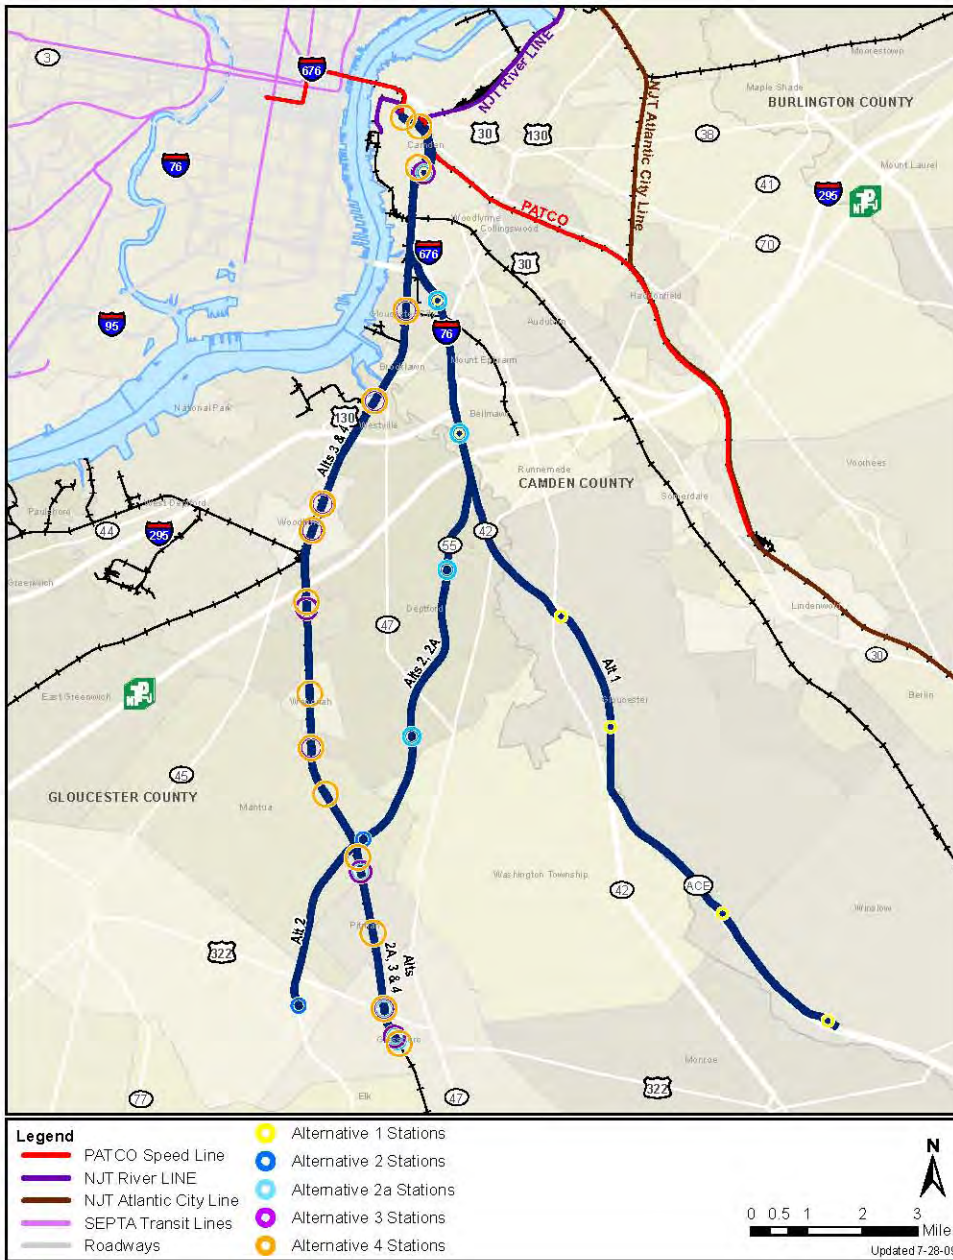 3
676
NJT River LINE
Moorestown
Maple Shade
BURLINGTON COUNTY
NJT Atlantic City Line
30
130
38
Camden
76
Mount Laurel
41
295
PATCO
Woodlynne
Collingswood
70
676
30
Haddonfield
95
76
Audubon
Brooklawn
Mount Ephraim
National Park
130
Westville
Bellmawr
Alts 3 & 4
Runnemede
CAMDEN COUNTY
Voorhees
Somerdale
Paulsboro
West Deptford
44
295
42
55
Greenwich
Deptford
47
Lindenwold
30
Alts 2, 2A
Alt 1
East Greenwich
Gloucester
Berlin
45
GLOUCESTER COUNTY
Mantua
Washington Township
42
ACE
Winslow
Alt 2
Pitman
322
Alts
2A, 3 & 4
Monroe
77
Elk
47
322
Legend
PATCO Speed Line
NJT River LINE
NJT Atlantic City Line
SEPTA Transit Lines
Roadways
Alternative 1 Stations
Alternative 2 Stations
Alternative 2a Stations
Alternative 3 Stations
Alternative 4 Stations
N
0 0.5 1 2 3
Mile
Updated 7-28-09